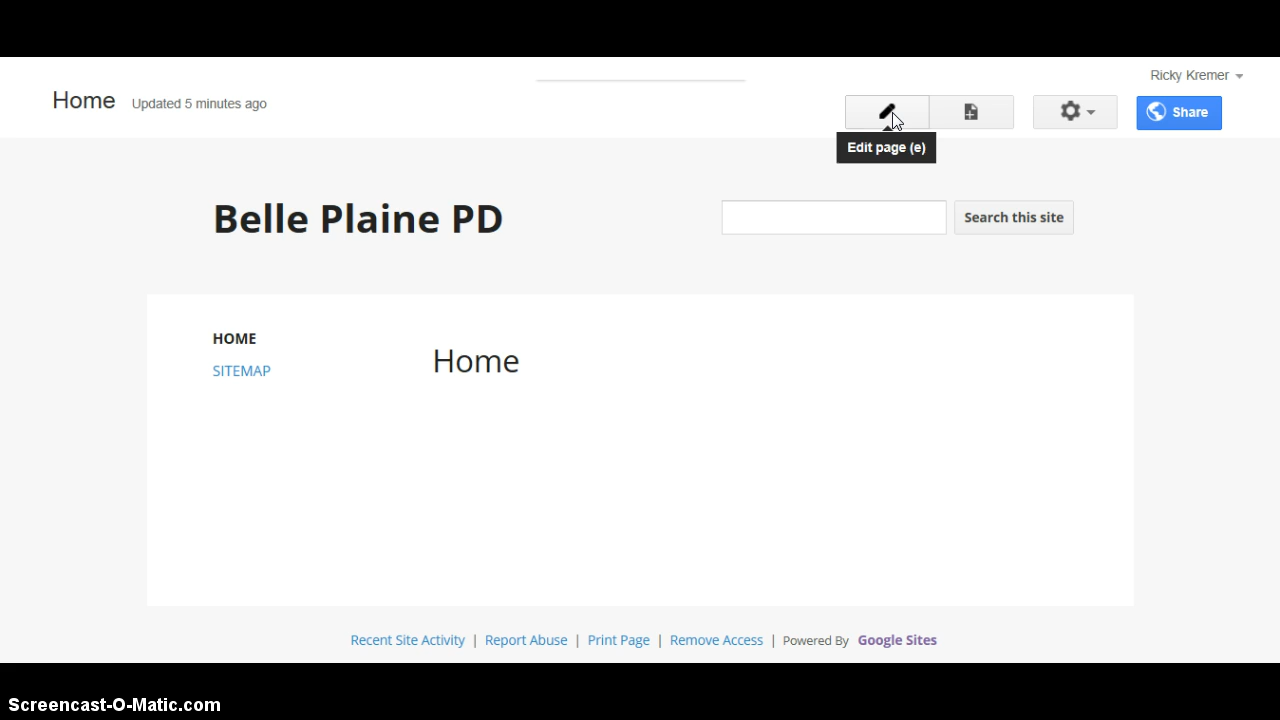 Ricky Kremer
Home Updated 5 minutes ago
Share
Edit page (e)
Belle Plaine PD
Search this site
HOME
SITEMAP
Home
Recent Site Activity | Report Abuse | Print Page | Remove Access | Powered By Google Sites
Screencast-O-Matic.com